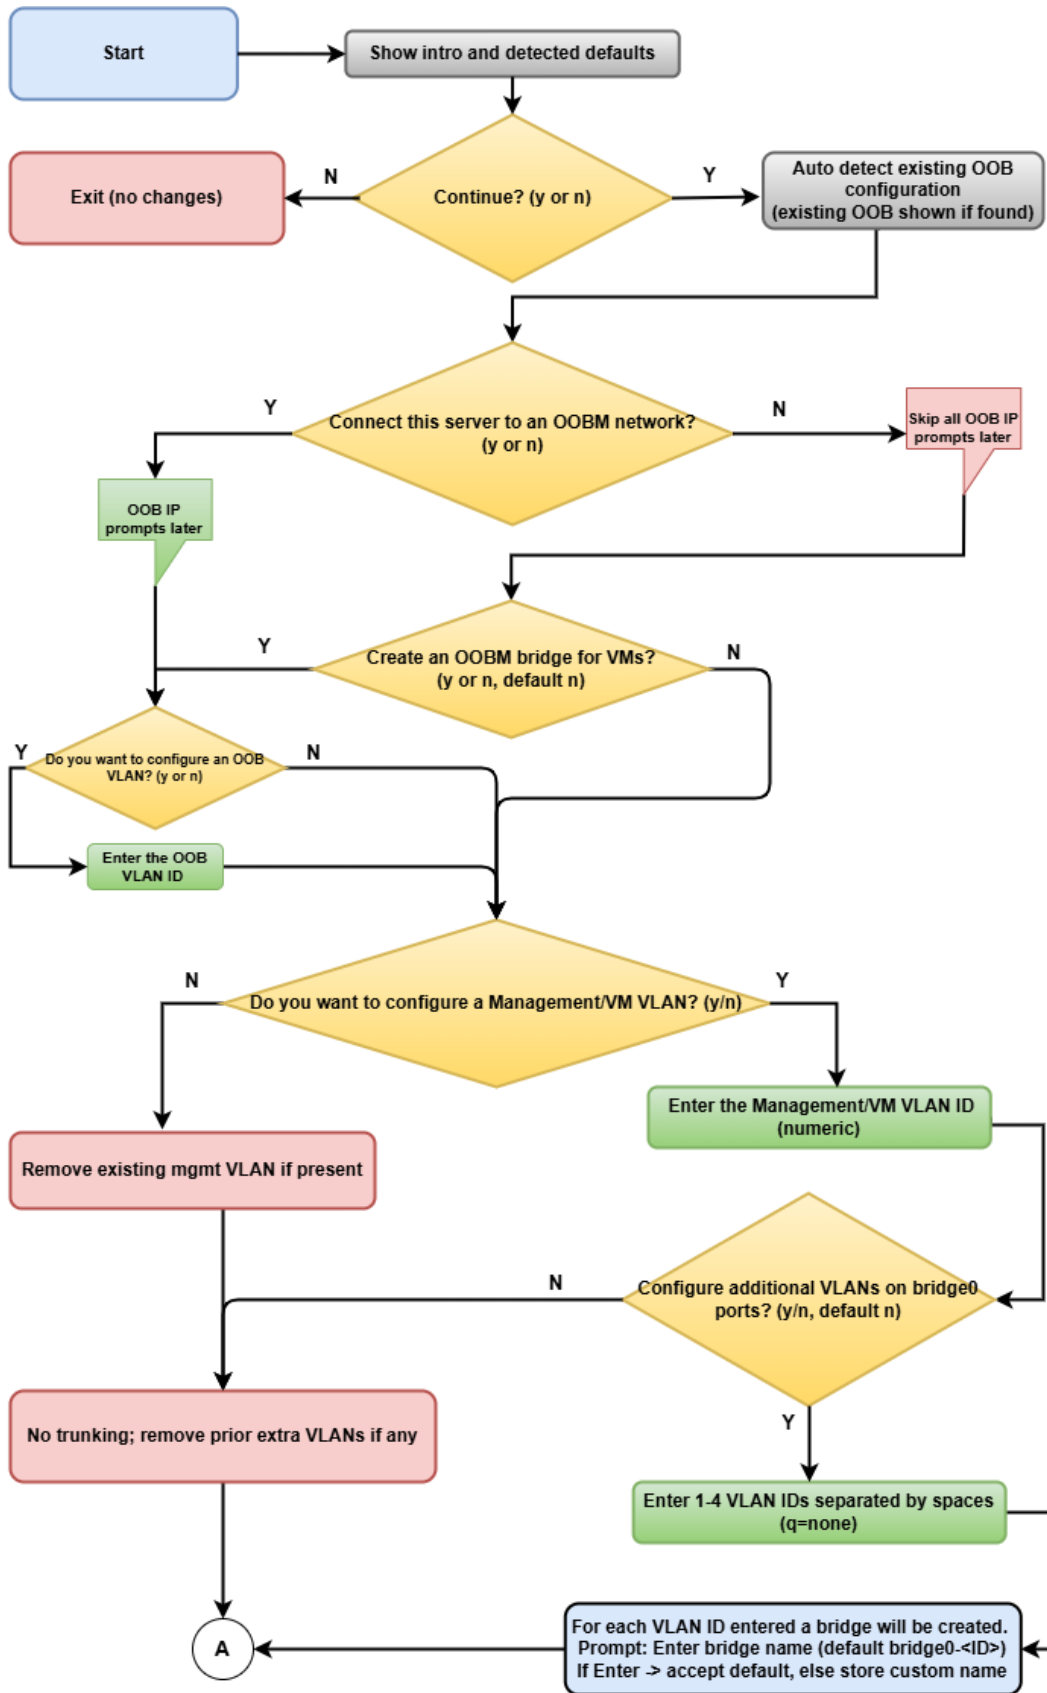 Start
Show intro and detected defaults
Exit (no changes)
N
Continue? (y or n)
Y
Auto detect existing OOB
configuration
(existing OOB shown if found)
Y
Connect this server to an OOBM network?
(y or n)
N
Skip all OOB IP
prompts later
OOB IP
prompts later
Y
Create an OOBM bridge for VMs?
(y or n, default n)
N
Y
Do you want to configure an OOB
VLAN? (y or n)
N
Enter the OOB
VLAN ID
N
Do you want to configure a Management/VM VLAN? (y/n)
Y
Enter the Management/VM VLAN ID
(numeric)
Remove existing mgmt VLAN if present
N
Configure additional VLANs on bridge0
ports? (y/n, default n)
Y
No trunking; remove prior extra VLANs if any
Enter 1-4 VLAN IDs separated by spaces
(q=none)
A
For each VLAN ID entered a bridge will be created.
Prompt: Enter bridge name (default bridge0-<ID>)
If Enter -> accept default, else store custom name